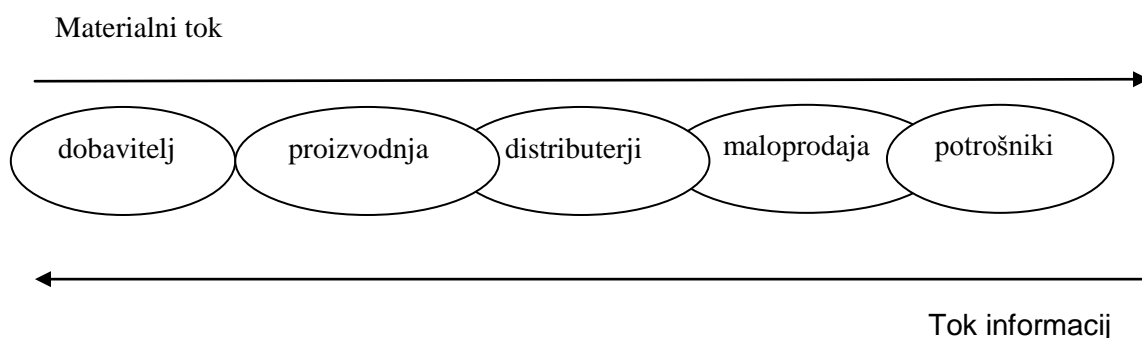 Materialni tok
dobavitelj proizvodnja distributerji maloprodaja potrošniki
Tok informacij